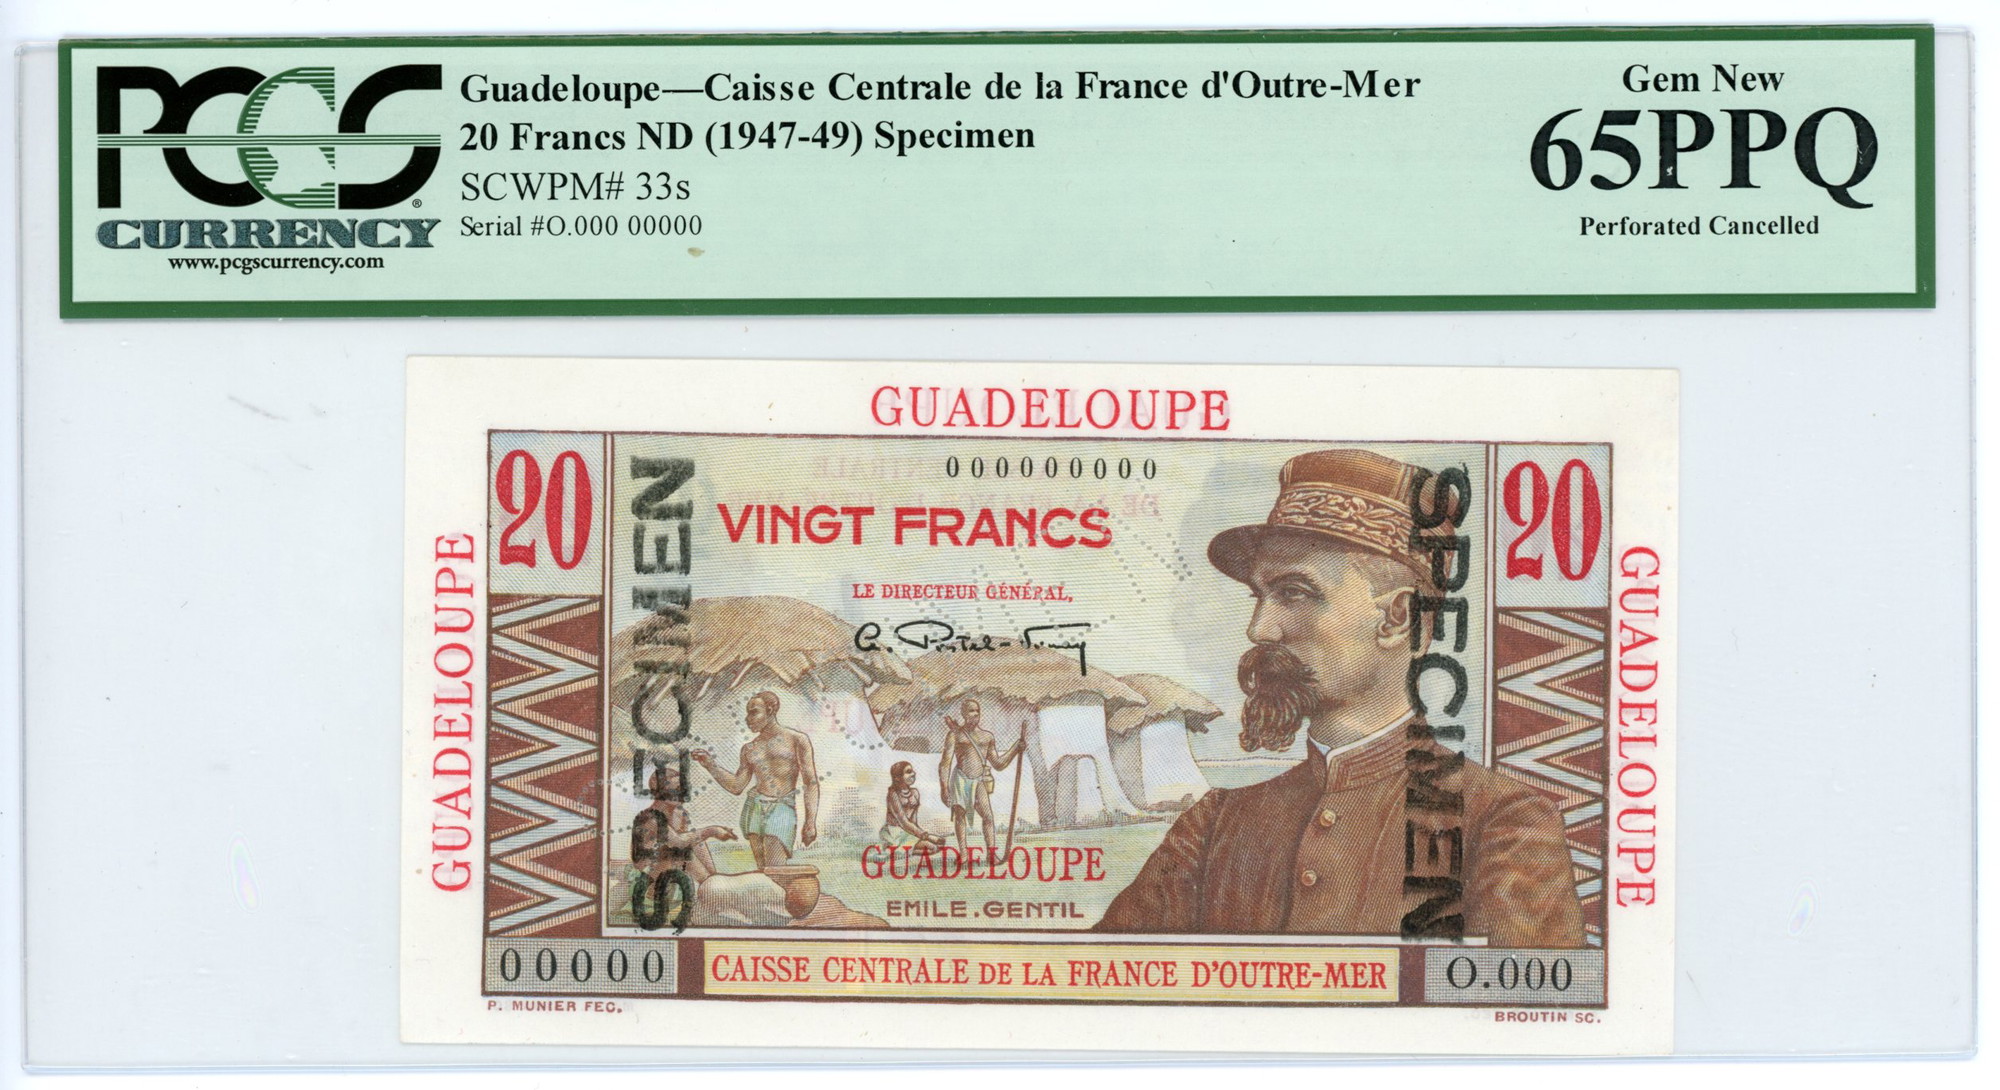 PCGS
CURRENCY
www.pcgscurrency.com
Guadeloupe—Caisse Centrale de la France d'Outre-Mer
20 Francs ND (1947-49) Specimen
SCWPM# 33s
Serial #O.000 00000
Gem New
65PPQ
Perforated Cancelled
GUADELOUPE
20
000000000
20
VINGT FRANCS
LE DIRECTEUR GÉNÉRAL,
SPECIMEN
SPECIMEN
GUADELOUPE
GUADELOUPE
GUADELOUPE
EMILE.GENTIL
00000
CAISSE CENTRALE DE LA FRANCE D'OUTRE-MER
O.000
P. MUNIER FEC.
BROUTIN SC.